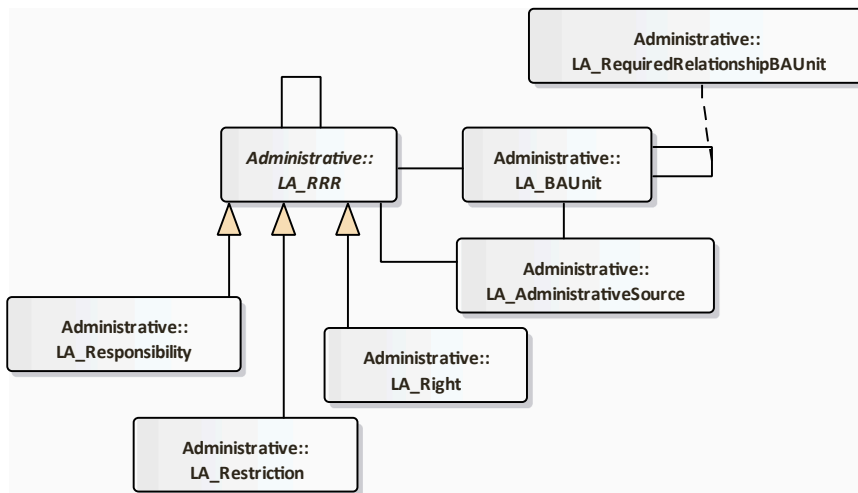 Administrative::
LA_RequiredRelationshipBAUnit
Administrative::
LA_RRR
Administrative::
LA_BAUnit
Administrative::
LA_AdministrativeSource
Administrative::
LA_Responsibility
Administrative::
LA_Right
Administrative::
LA_Restriction